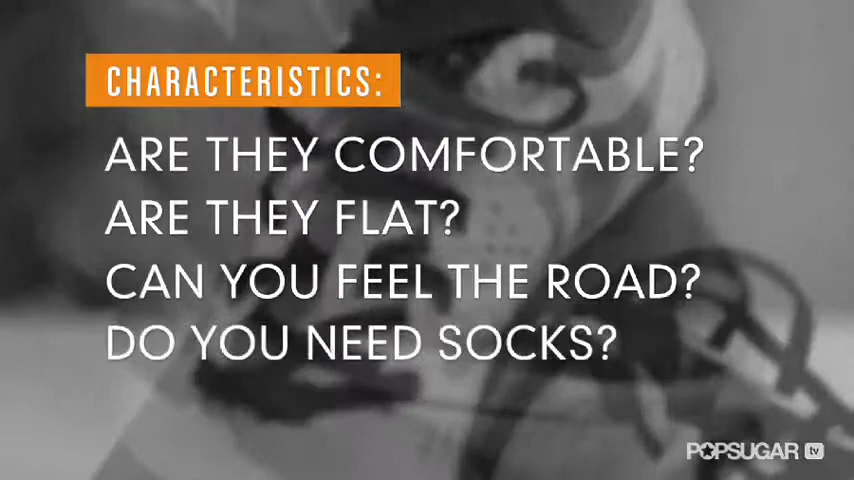 CHARACTERISTICS:
ARE THEY COMFORTABLE?
ARE THEY FLAT?
CAN YOU FEEL THE ROAD?
DO YOU NEED SOCKS?
POPSUGAR tv